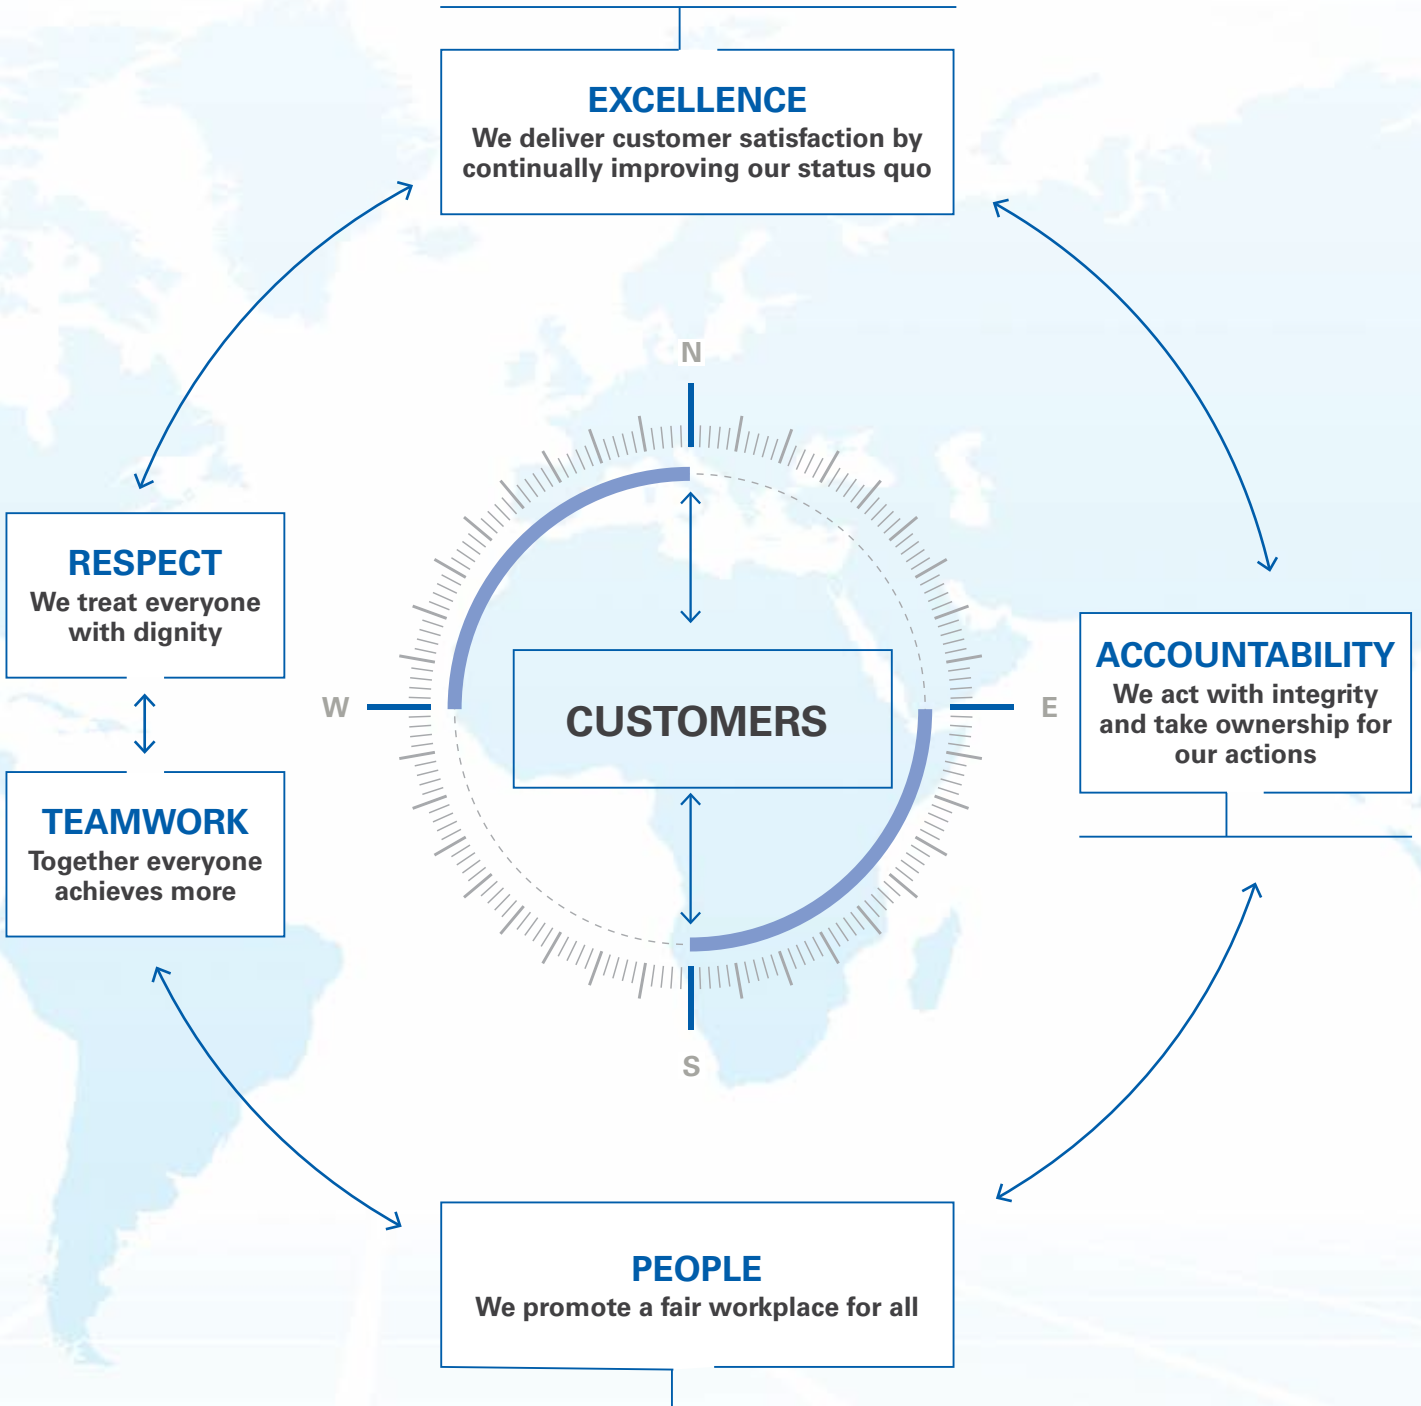 EXCELLENCE
We deliver customer satisfaction by
continually improving our status quo
N
RESPECT
We treat everyone
with dignity
W
CUSTOMERS
E
ACCOUNTABILITY
We act with integrity
and take ownership for
our actions
TEAMWORK
Together everyone
achieves more
S
PEOPLE
We promote a fair workplace for all